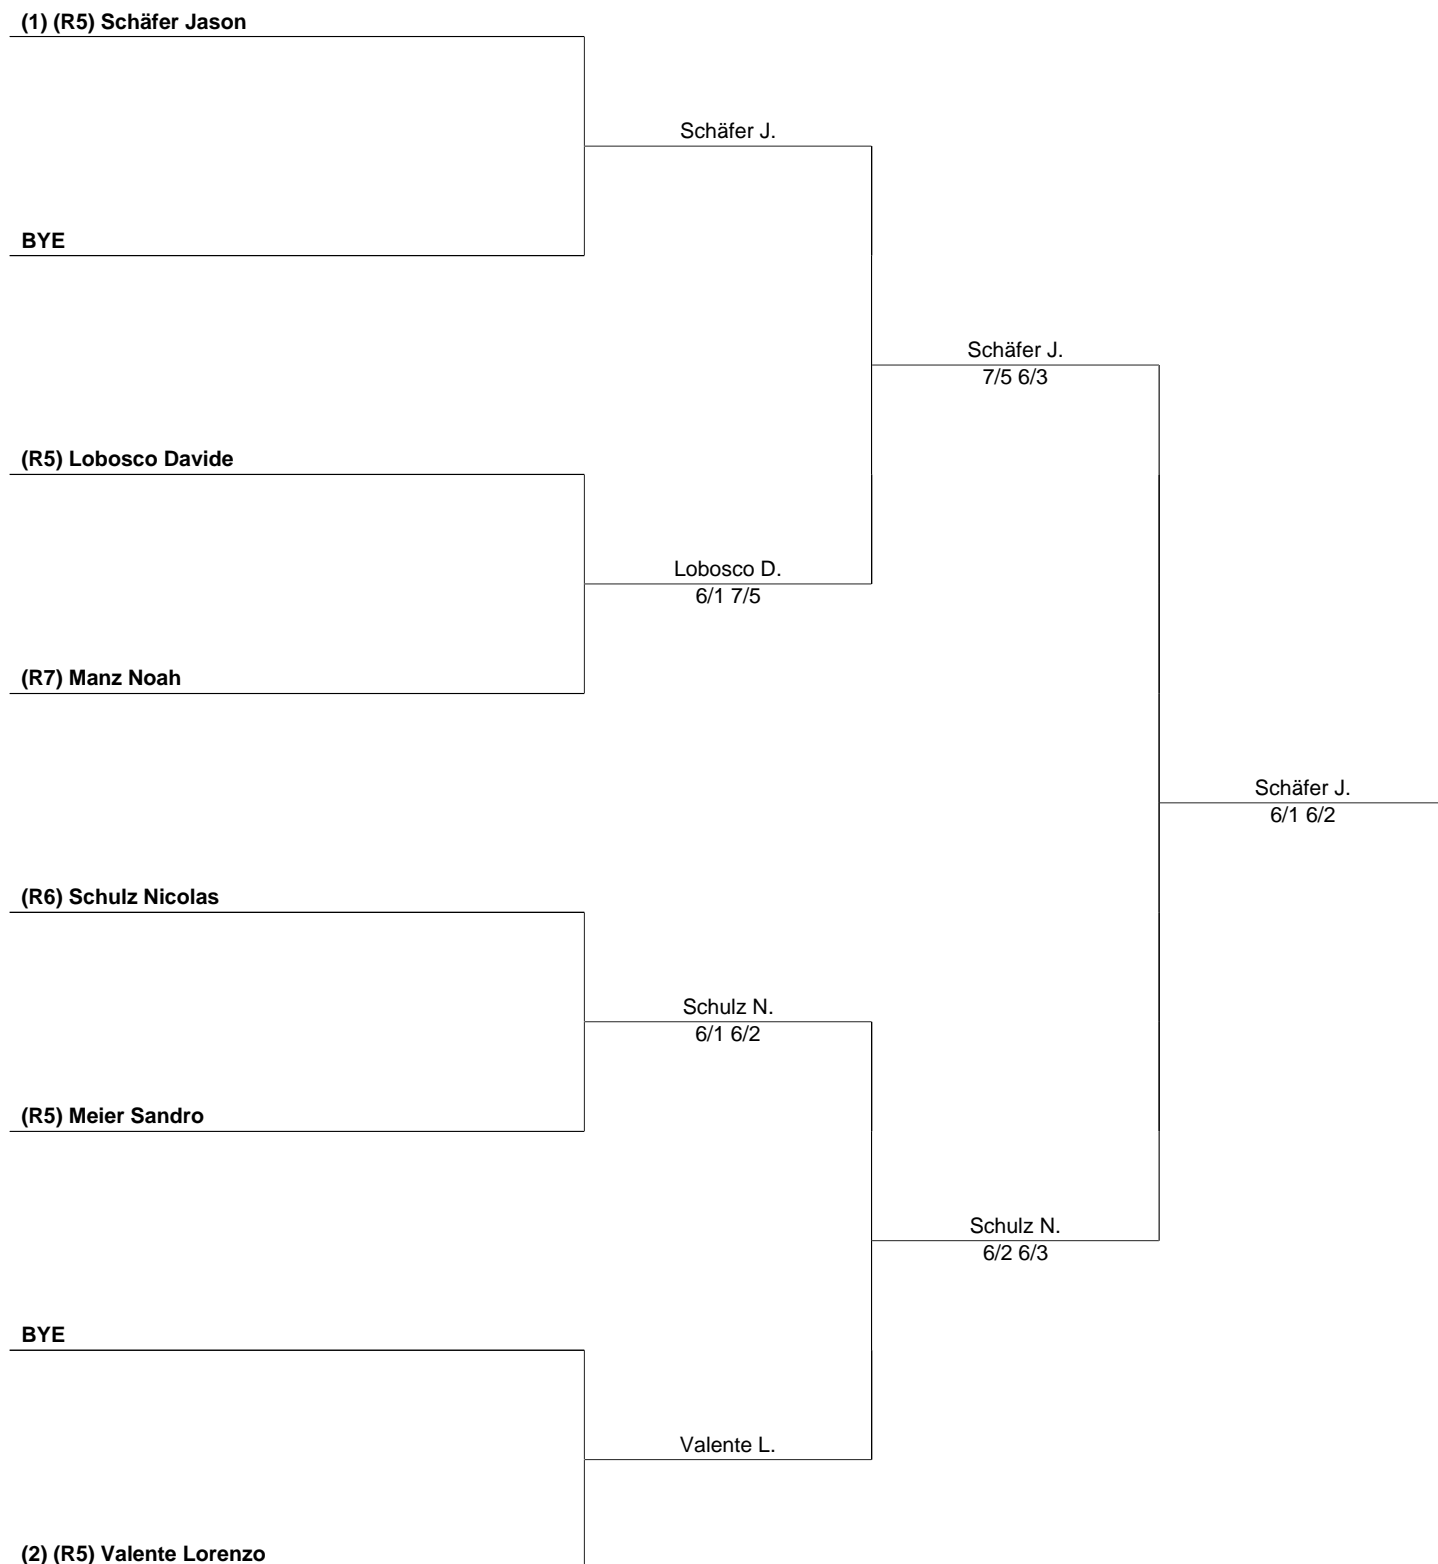 (1) (R5) Schäfer Jason
Schäfer J.
BYE
Schäfer J.
7/5 6/3
(R5) Lobosco Davide
Lobosco D.
6/1 7/5
(R7) Manz Noah
Schäfer J.
6/1 6/2
(R6) Schulz Nicolas
Schulz N.
6/1 6/2
(R5) Meier Sandro
Schulz N.
6/2 6/3
BYE
Valente L.
(2) (R5) Valente Lorenzo